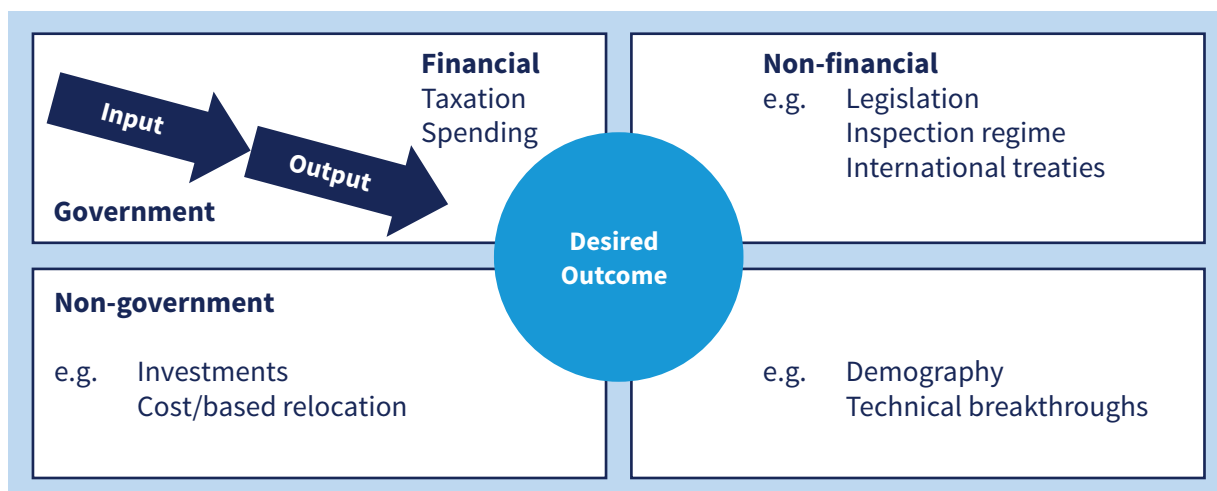 Financial
Taxation
Spending
Input
Output
Government
Non-financial
e.g. Legislation
Inspection regime
International treaties
Desired
Outcome
Non-government
e.g. Investments
Cost/based relocation
e.g. Demography
Technical breakthroughs